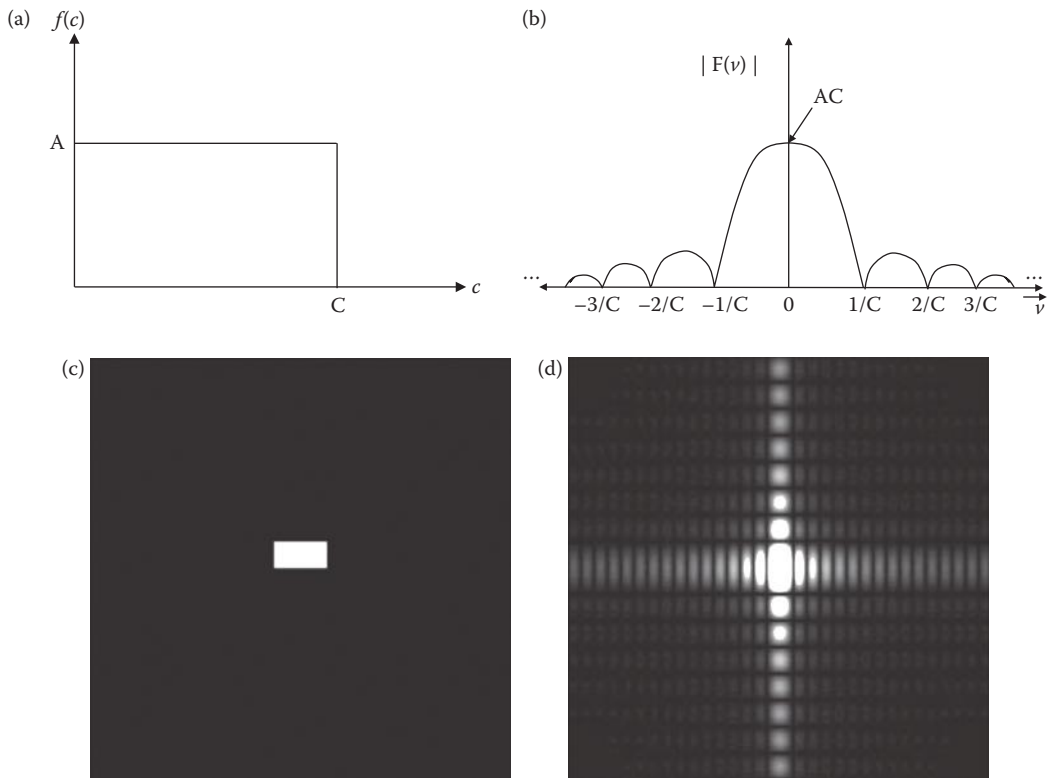 (a)
f(c)
A
C
c
(b)
| F(ν) |
AC
...
–3/C
–2/C
–1/C
0
1/C
2/C
3/C
...
ν
(c)
(d)